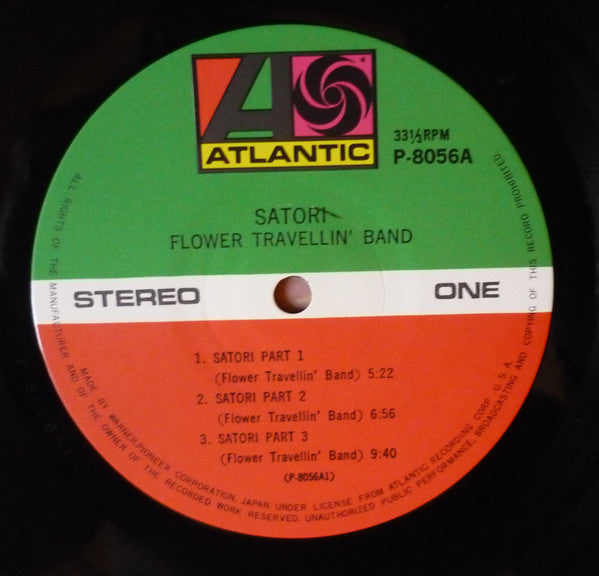 ATLANTIC
33⅓RPM
P-8056A
SATORI
FLOWER TRAVELLIN' BAND
STEREO
ONE
1. SATORI PART 1
(Flower Travellin' Band) 5:22
2. SATORI PART 2
(Flower Travellin' Band) 6:56
3. SATORI PART 3
(Flower Travellin' Band) 9:40
(P-8056A1)
MADE BY WARNER-PIONEER CORPORATION, JAPAN, UNDER LICENSE FROM ATLANTIC RECORDING CORP. U.S.A.
ALL RIGHTS OF THE MANUFACTURER AND OF THE OWNER OF THE RECORDED WORK RESERVED. UNAUTHORIZED PUBLIC PERFORMANCE, BROADCASTING AND COPYING OF THIS RECORD PROHIBITED.